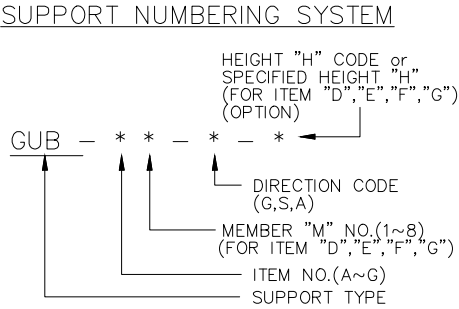 SUPPORT NUMBERING SYSTEM
HEIGHT "H" CODE or
SPECIFIED HEIGHT "H"
(FOR ITEM "D","E","F","G")
(OPTION)
GUB - * * - * - *
DIRECTION CODE
(G,S,A)
MEMBER "M" NO.(1~8)
(FOR ITEM "D","E","F","G")
ITEM NO.(A~G)
SUPPORT TYPE